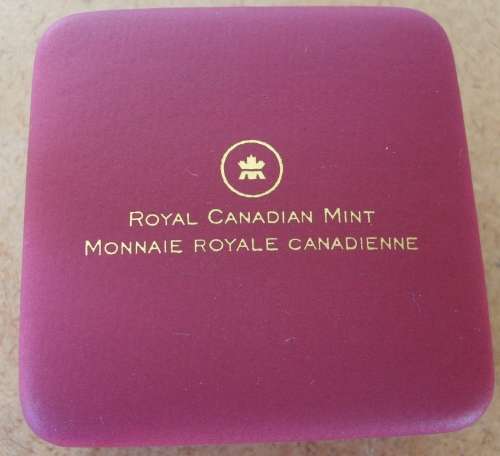 ROYAL CANADIAN MINT
MONNAIE ROYALE CANADIENNE